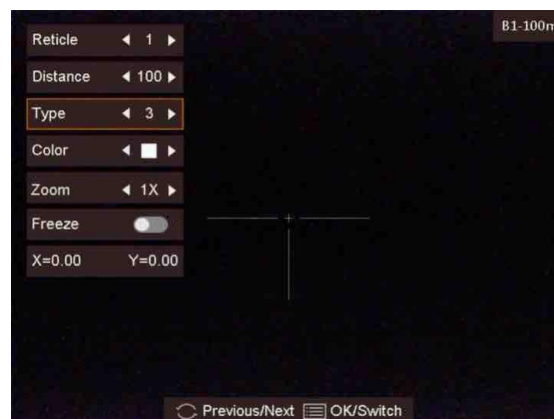 B1-100m
Reticle 1
Distance 100
Type 3
Color
Zoom 1X
Freeze
X=0.00 Y=0.00
Previous/Next OK/Switch